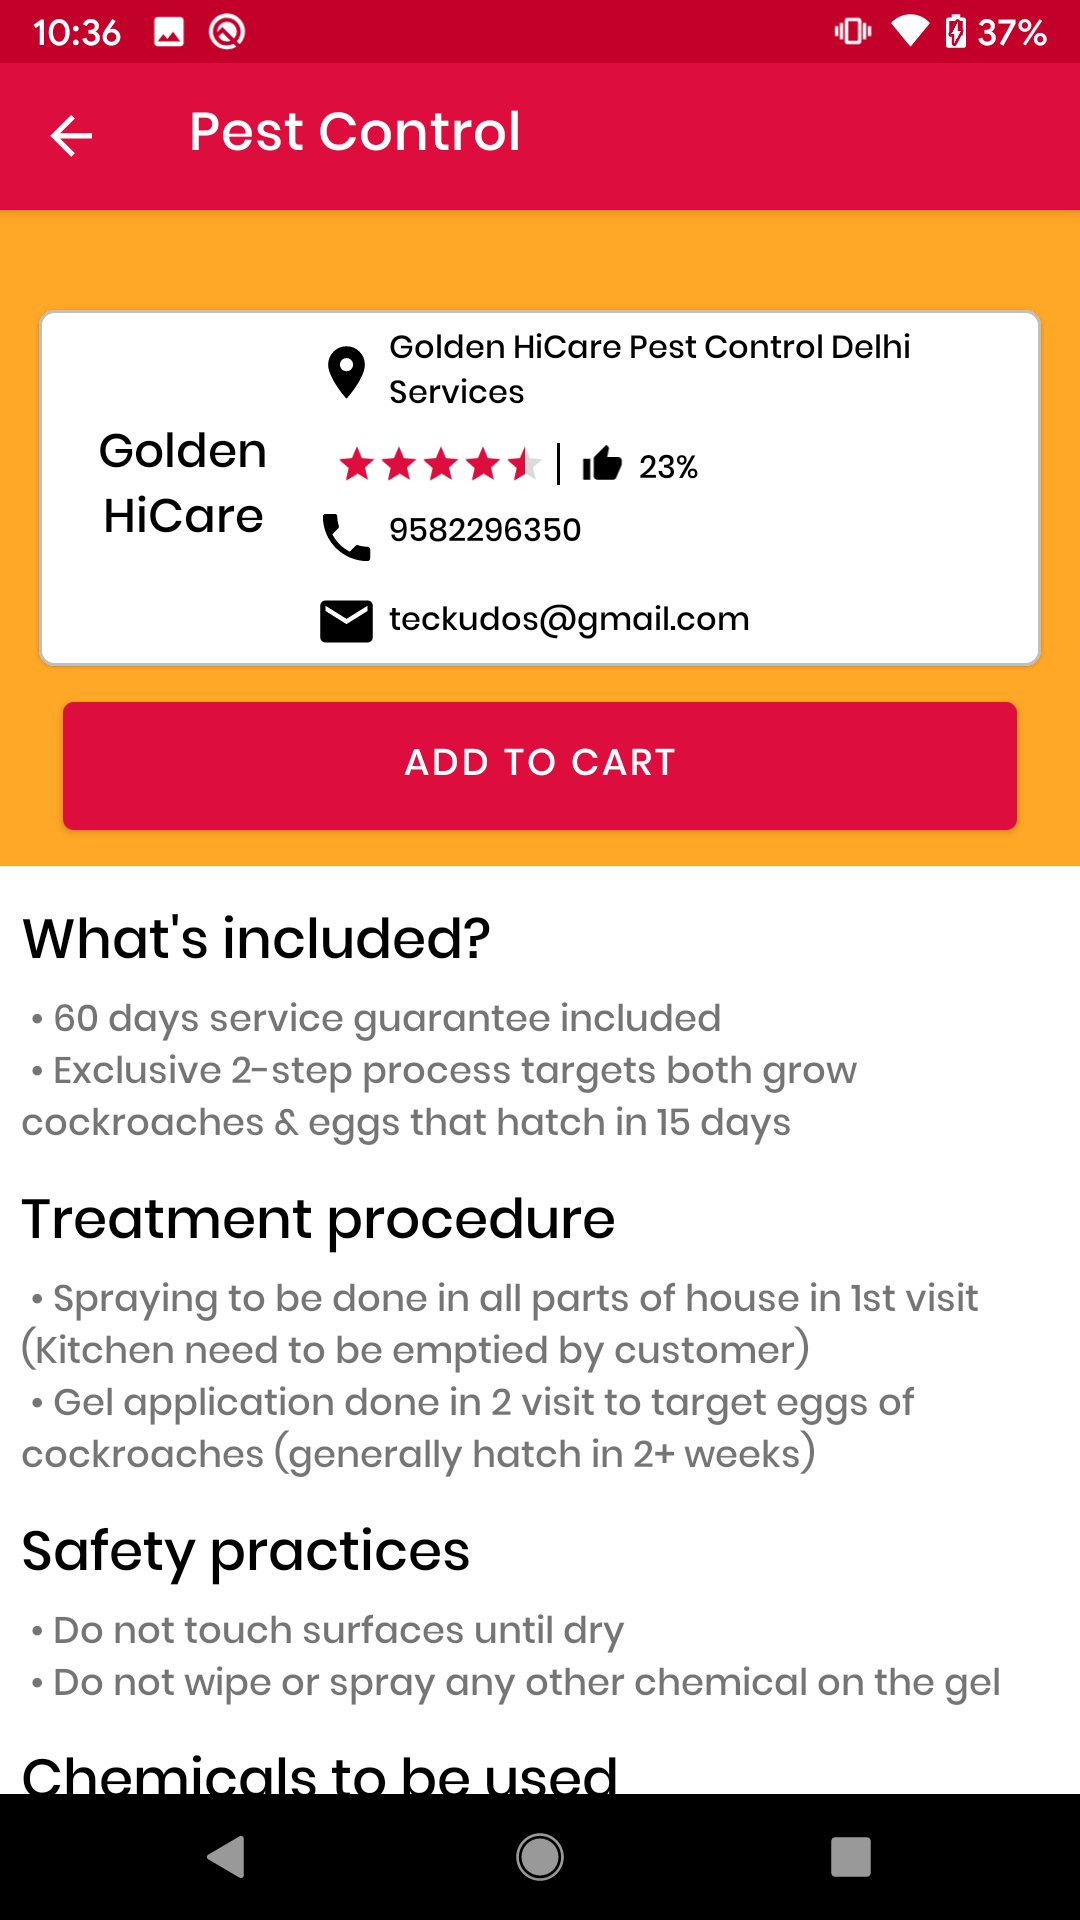 10:36
37%
Pest Control
Golden HiCare
Golden HiCare Pest Control Delhi
Services
23%
9582296350
teckudos@gmail.com
ADD TO CART
What's included?
• 60 days service guarantee included
• Exclusive 2-step process targets both grow
cockroaches & eggs that hatch in 15 days
Treatment procedure
• Spraying to be done in all parts of house in 1st visit
(Kitchen need to be emptied by customer)
• Gel application done in 2 visit to target eggs of
cockroaches (generally hatch in 2+ weeks)
Safety practices
• Do not touch surfaces until dry
• Do not wipe or spray any other chemical on the gel
Chemicals to be used